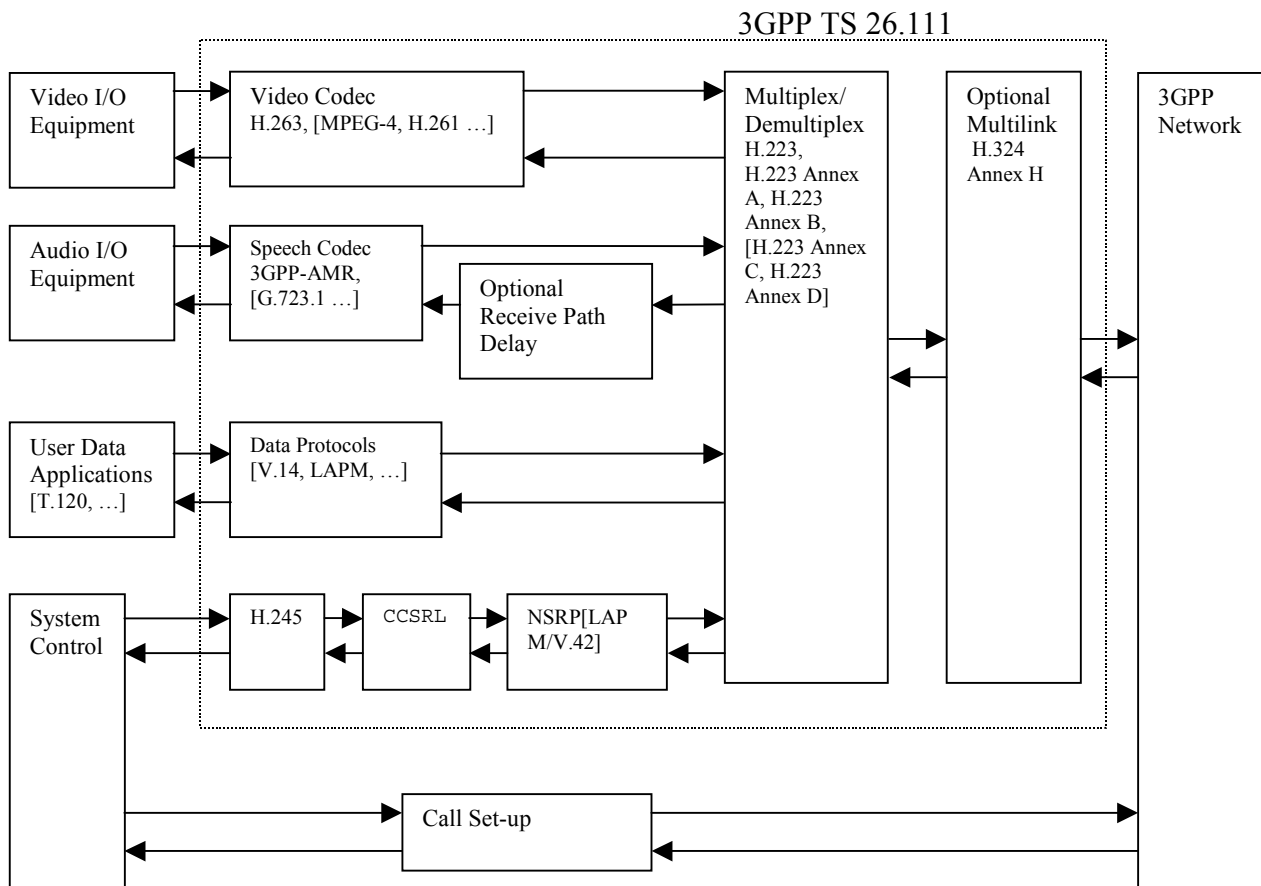 3GPP TS 26.111
Video I/O
Equipment
Video Codec
H.263, [MPEG-4, H.261 …]
Multiplex/
Demultiplex
H.223,
H.223 Annex
A, H.223
Annex B,
[H.223 Annex
C, H.223
Annex D]
Optional
Multilink
H.324
Annex H
3GPP
Network
Audio I/O
Equipment
Speech Codec
3GPP-AMR,
[G.723.1 …]
Optional
Receive Path
Delay
User Data
Applications
[T.120, …]
Data Protocols
[V.14, LAPM, …]
System
Control
H.245
CCSRL
NSRP[LAP
M/V.42]
Call Set-up